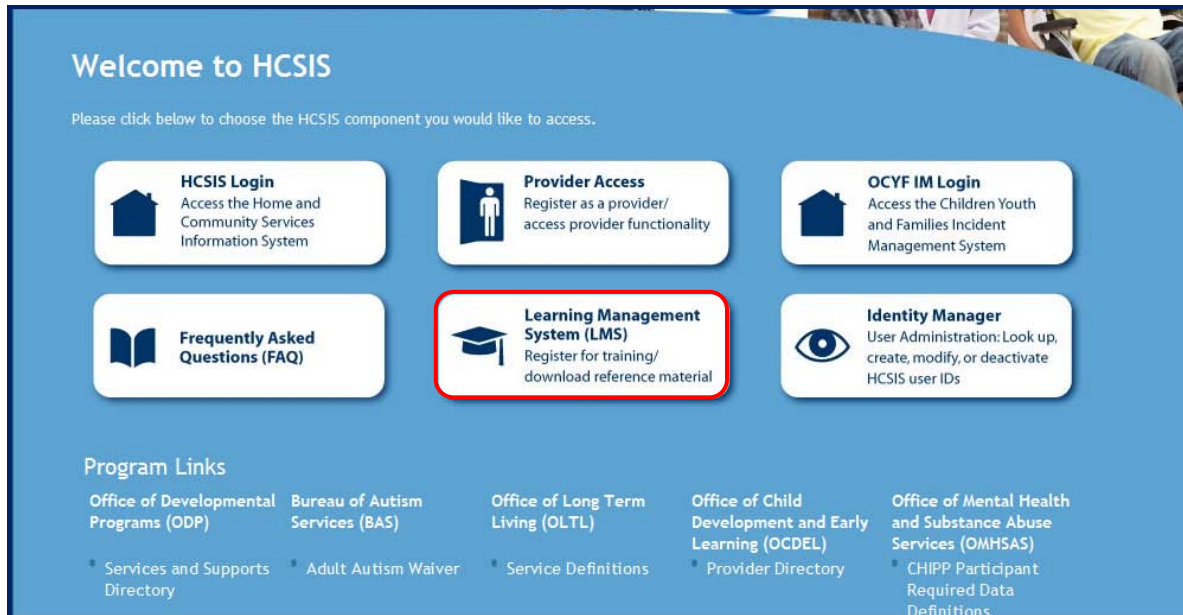 Welcome to HCSIS
Please click below to choose the HCSIS component you would like to access.
HCSIS Login
Access the Home and
Community Services
Information System
Provider Access
Register as a provider/
access provider functionality
OCYF IM Login
Access the Children Youth
and Families Incident
Management System
Frequently Asked
Questions (FAQ)
Learning Management
System (LMS)
Register for training/
download reference material
Identity Manager
User Administration: Look up,
create, modify, or deactivate
HCSIS user IDs
Program Links
Office of Developmental
Programs (ODP)
Services and Supports
Directory
Bureau of Autism
Services (BAS)
Adult Autism Waiver
Office of Long Term
Living (OLTL)
Service Definitions
Office of Child
Development and Early
Learning (OCDEL)
Provider Directory
Office of Mental Health
and Substance Abuse
Services (OMHSAS)
CHIPP Participant
Required Data
Definitions